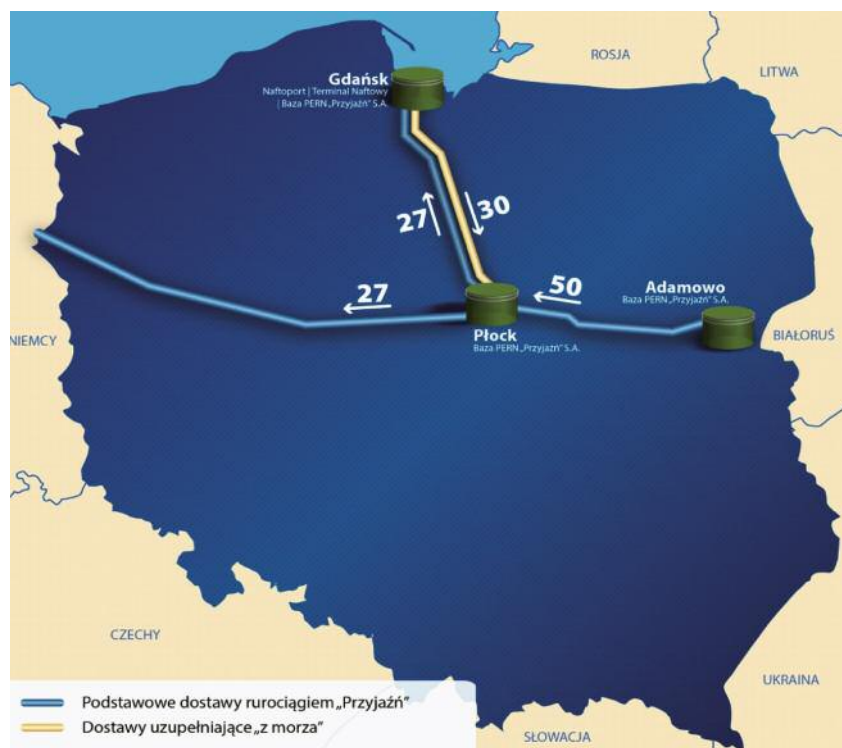 ROSJA
LITWA
Gdańsk
Naftoport | Terminal Naftowy
| Baza PERN „Przyjaźń” S.A.
27
30
Adamowo
Baza PERN „Przyjaźń” S.A.
50
27
Płock
Baza PERN „Przyjaźń” S.A.
NIEMCY
BIAŁORUŚ
CZECHY
UKRAINA
SŁOWACJA
Podstawowe dostawy rurociągiem „Przyjaźń”
Dostawy uzupełniające „z morza”